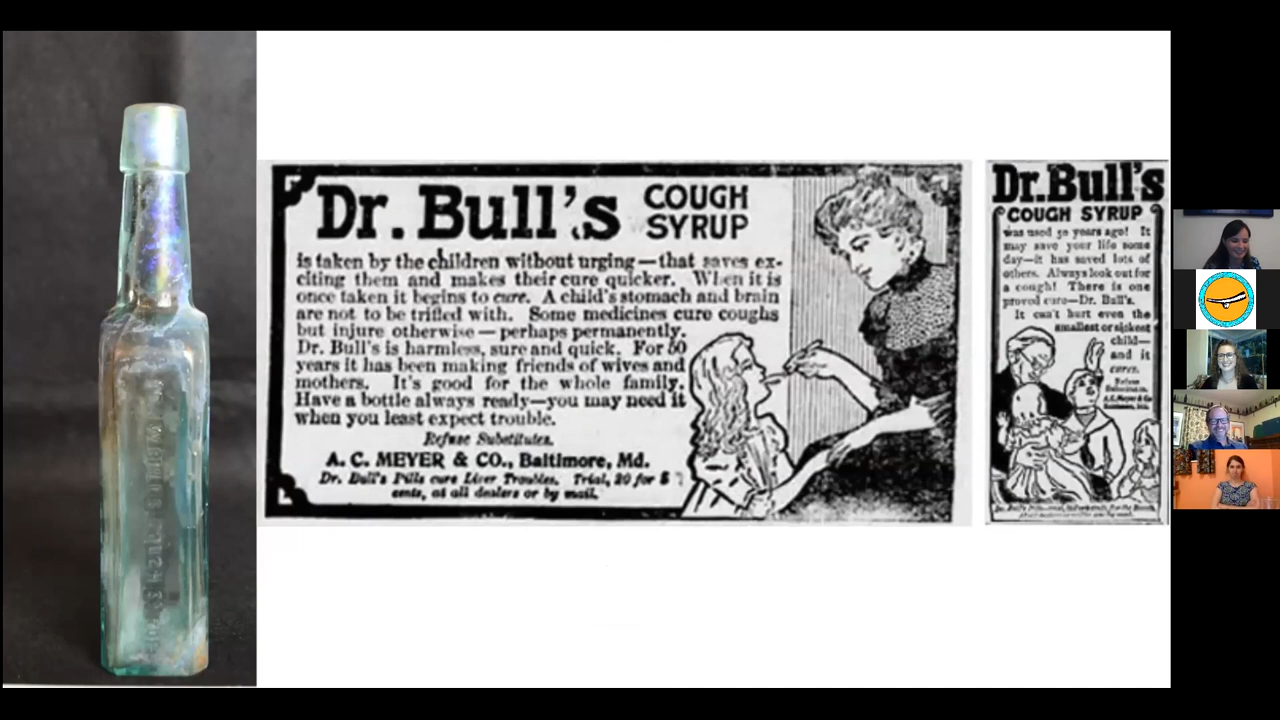 Dr. Bull's COUGH
SYRUP
is taken by the children without urging—that saves ex-
citing them and makes their cure quicker. When it is
once taken it begins to cure. A child's stomach and brain
are not to be trifled with. Some medicines cure coughs
but injure otherwise—perhaps permanently.
Dr. Bull's is harmless, sure and quick. For 50
years it has been making friends of wives and
mothers. It's good for the whole family.
Have a bottle always ready—you may need it
when you least expect trouble.
Refuse Substitutes.
A. C. MEYER & CO., Baltimore, Md.
Dr. Bull's Pills cure Liver Troubles. Trial, 20 for 5
cents, at all dealers or by mail.
Dr. Bull's
COUGH SYRUP
was used 50 years ago! It
may save your life some
day—it has saved lots of
others. Always look out for
a cough! There is one
proved cure—Dr. Bull's.
It can't hurt even the
smallest or sickest
child—
and it
cures.
Refuse
Substitutes.
A. C. Meyer & Co
Baltimore, Md.